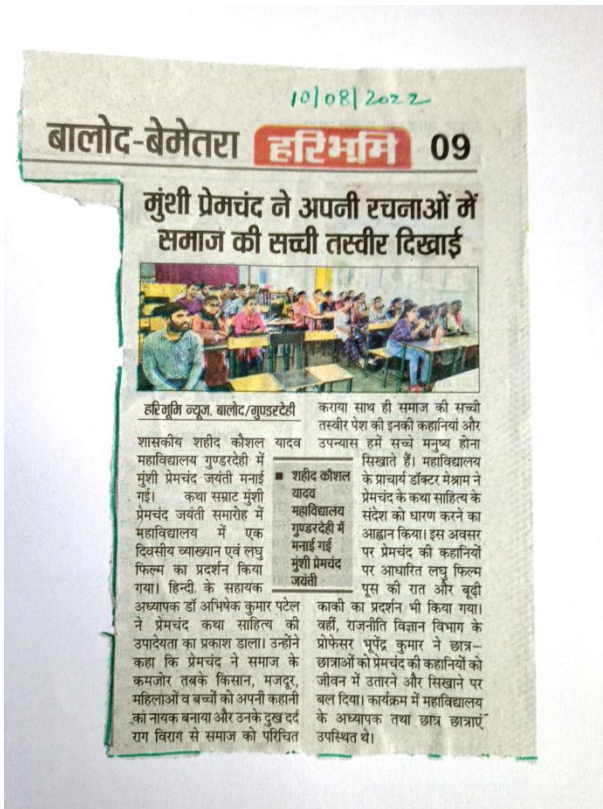 10/08/2022
बालोद-बेमेतरा हरिभूमि 09
मुंशी प्रेमचंद ने अपनी रचनाओं में
समाज की सच्ची तस्वीर दिखाई
हरिभूमि न्यूज. बालोद/गुण्डरदेही
शासकीय शहीद कौशल यादव
महाविद्यालय गुण्डरदेही में
मुंशी प्रेमचंद जयंती मनाई
गई। कथा सम्राट मुंशी
प्रेमचंद जयंती समारोह में
महाविद्यालय में एक
दिवसीय व्याख्यान एवं लघु
फिल्म का प्रदर्शन किया
गया। हिन्दी के सहायक
अध्यापक डॉ अभिषेक कुमार पटेल
ने प्रेमचंद कथा साहित्य की
उपादेयता का प्रकाश डाला। उन्होंने
कहा कि प्रेमचंद ने समाज के
कमजोर तबके किसान, मजदूर,
महिलाओं व बच्चों को अपनी कहानी
का नायक बनाया और उनके दुख दर्द
राग विराग से समाज को परिचित
■ शहीद कौशल
यादव
महाविद्यालय
गुण्डरदेही में
मनाई गई
मुंशी प्रेमचंद
जयंती
कराया साथ ही समाज की सच्ची
तस्वीर पेश की इनकी कहानियां और
उपन्यास हमें सच्चे मनुष्य होना
सिखाते हैं। महाविद्यालय
के प्राचार्य डॉक्टर मेश्राम ने
प्रेमचंद के कथा साहित्य के
संदेश को धारण करने का
आह्वान किया। इस अवसर
पर प्रेमचंद की कहानियों
पर आधारित लघु फिल्म
पूस की रात और बूढ़ी
काकी का प्रदर्शन भी किया गया।
वहीं, राजनीति विज्ञान विभाग के
प्रोफेसर भूपेंद्र कुमार ने छात्र-
छात्राओं को प्रेमचंद की कहानियों को
जीवन में उतारने और सिखाने पर
बल दिया। कार्यक्रम में महाविद्यालय
के अध्यापक तथा छात्र छात्राएं
उपस्थित थे।